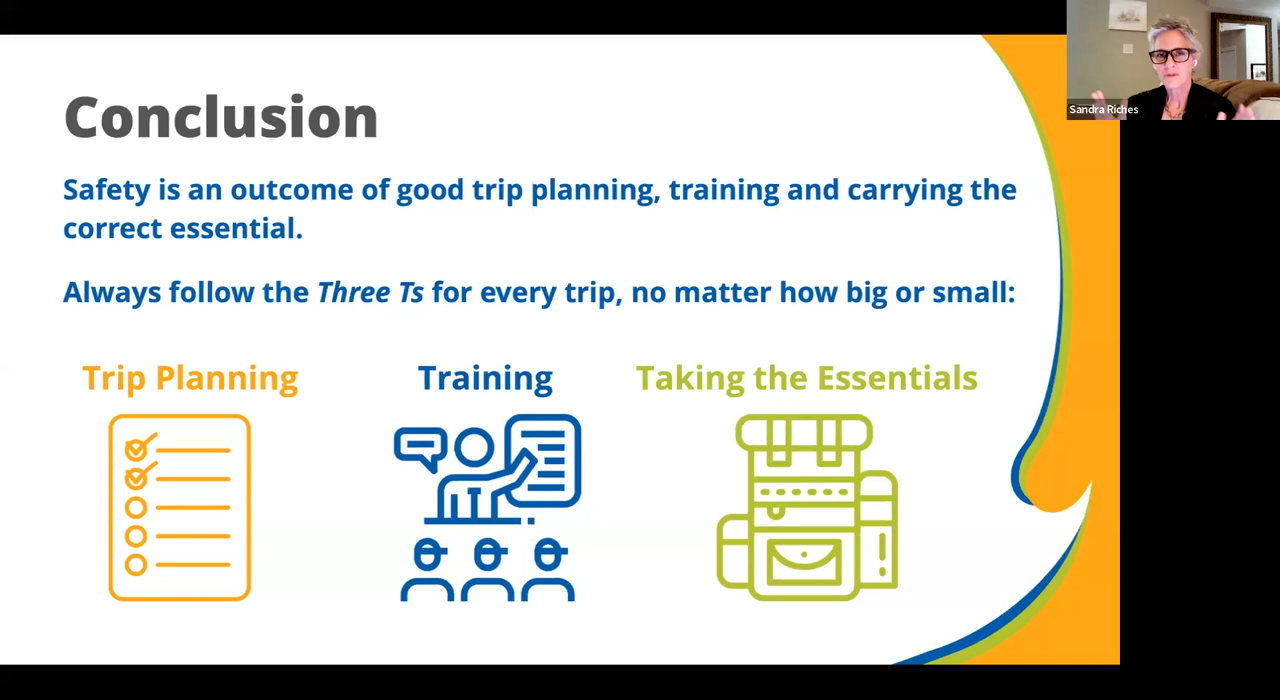 Sandra Riches
Conclusion
Safety is an outcome of good trip planning, training and carrying the
correct essential.
Always follow the Three Ts for every trip, no matter how big or small:
Trip Planning
Training
Taking the Essentials